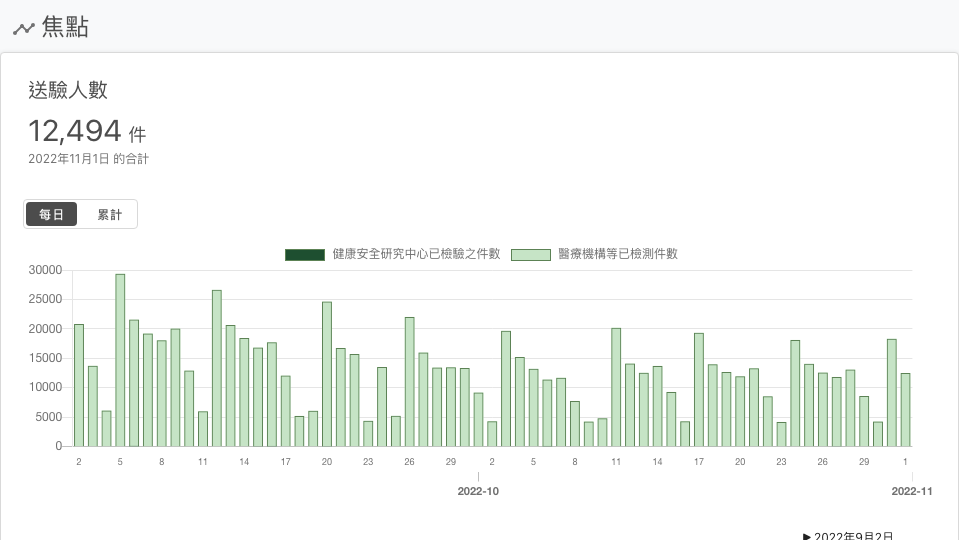 焦點
送驗人數
12,494 件
2022年11月1日 的合計
每日 累計
健康安全研究中心已檢驗之件數 醫療機構等已檢測件數
30000
25000
20000
15000
10000
5000
0
2 5 8 11 14 17 20 23 26 29 2 5 8 11 14 17 20 23 26 29 1
2022-10 2022-11
▶ 2022年9月2日